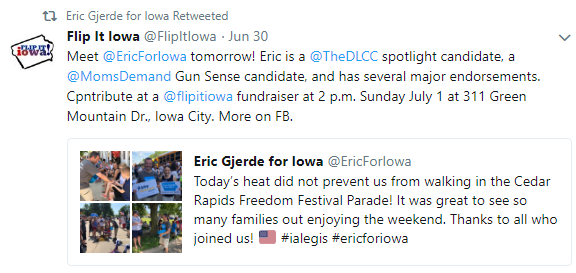 Eric Gjerde for Iowa Retweeted
FLIP IT
iowa!
Flip It Iowa @FlipItIowa · Jun 30
Meet @EricForIowa tomorrow! Eric is a @TheDLCC spotlight candidate, a
@MomsDemand Gun Sense candidate, and has several major endorsements.
Cpntribute at a @flipitiowa fundraiser at 2 p.m. Sunday July 1 at 311 Green
Mountain Dr., Iowa City. More on FB.
Eric Gjerde for Iowa @EricForIowa
Today's heat did not prevent us from walking in the Cedar
Rapids Freedom Festival Parade! It was great to see so
many families out enjoying the weekend. Thanks to all who
joined us! 🇺🇸 #ialegis #ericforiowa